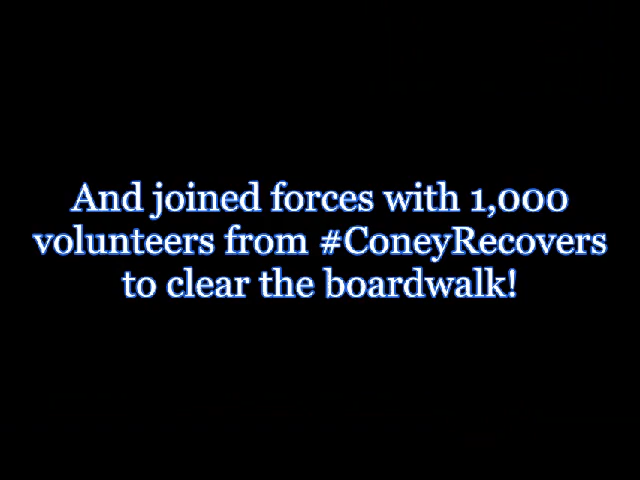 And joined forces with 1,000
volunteers from #ConeyRecovers
to clear the boardwalk!